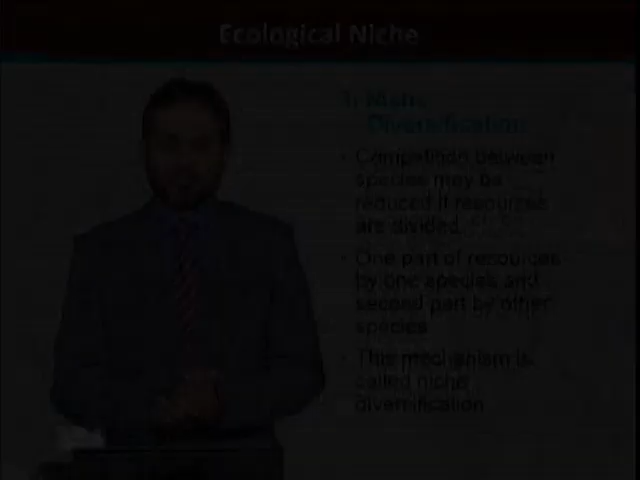 Ecological Niche
1. Niche
Diversification
• Competition between
species may be
reduced if resources
are divided.
• One part of resources
by one species and
second part by other
species
• This mechanism is
called niche
diversification